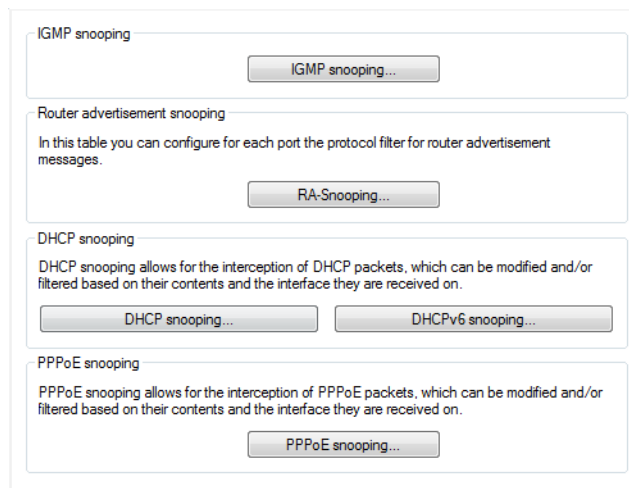 IGMP snooping
IGMP snooping...
Router advertisement snooping
In this table you can configure for each port the protocol filter for router advertisement
messages.
RA-Snooping...
DHCP snooping
DHCP snooping allows for the interception of DHCP packets, which can be modified and/or
filtered based on their contents and the interface they are received on.
DHCP snooping...
DHCPv6 snooping...
PPPoE snooping
PPPoE snooping allows for the interception of PPPoE packets, which can be modified and/or
filtered based on their contents and the interface they are received on.
PPPoE snooping...